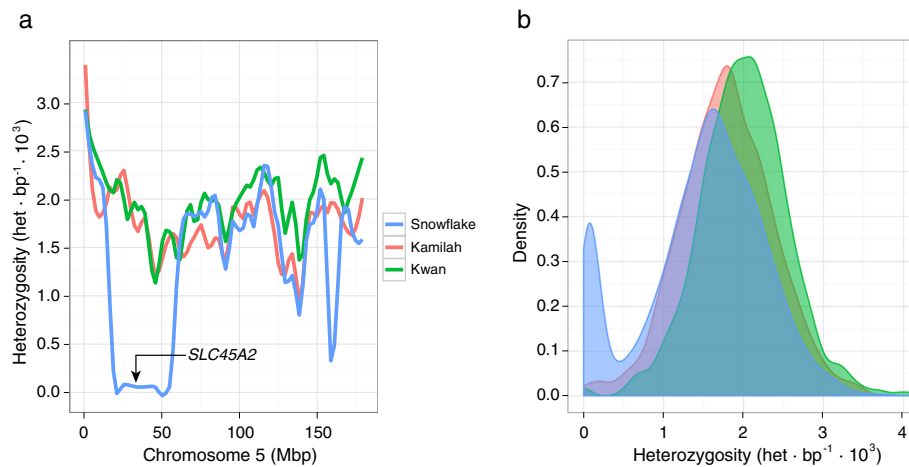 a
Heterozygosity (het · bp⁻¹ · 10³)
3.0
2.5
2.0
1.5
1.0
0.5
0.0
SLC45A2
0 50 100 150
Chromosome 5 (Mbp)
Snowflake
Kamilah
Kwan
b
Density
0.7
0.6
0.5
0.4
0.3
0.2
0.1
0.0
0 1 2 3 4
Heterozygosity (het · bp⁻¹ · 10³)